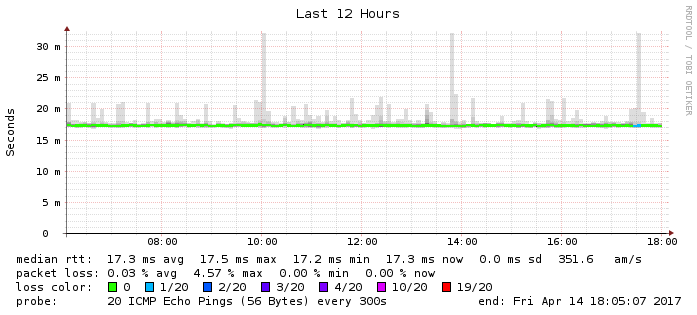 Last 12 Hours
RRDTOOL / TOBI OETIKER
Seconds
30 m
25 m
20 m
15 m
10 m
5 m
0
08:00 10:00 12:00 14:00 16:00 18:00
median rtt: 17.3 ms avg 17.5 ms max 17.2 ms min 17.3 ms now 0.0 ms sd 351.6 am/s
packet loss: 0.03 % avg 4.57 % max 0.00 % min 0.00 % now
loss color: 0 1/20 2/20 3/20 4/20 10/20 19/20
probe: 20 ICMP Echo Pings (56 Bytes) every 300s end: Fri Apr 14 18:05:07 2017